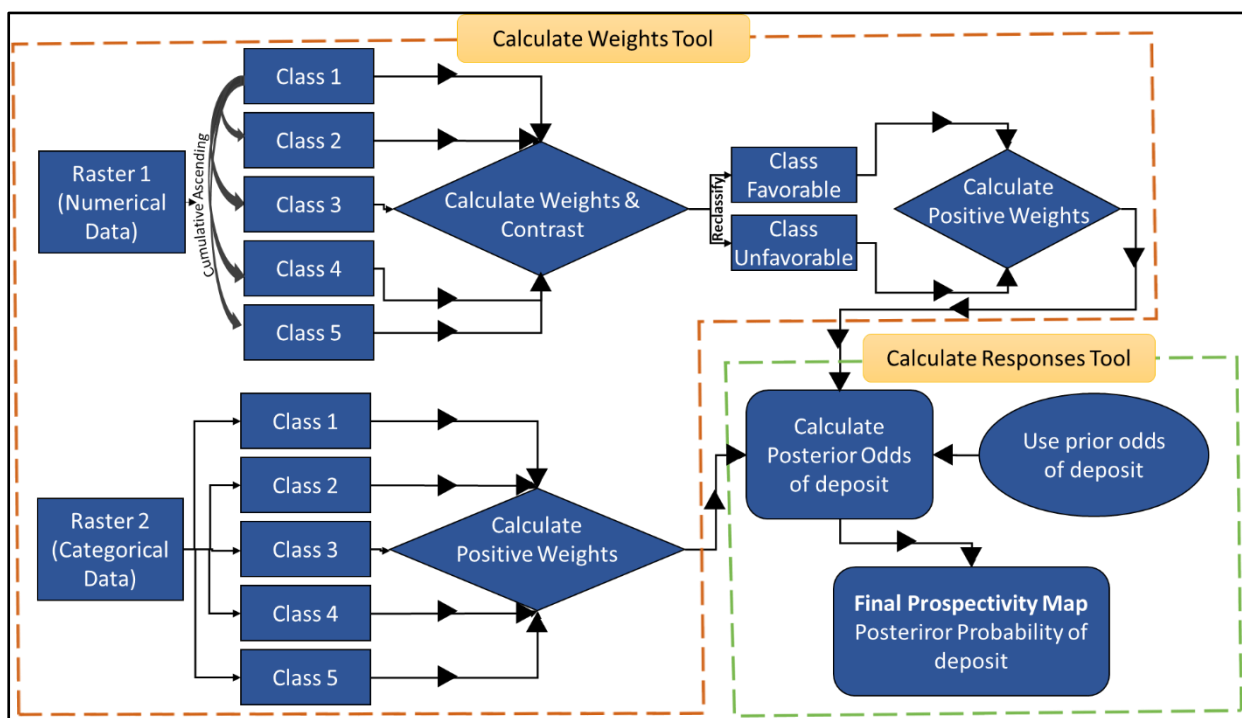 Calculate Weights Tool
Raster 1
(Numerical
Data)
Cumulative Ascending
Class 1
Class 2
Class 3
Class 4
Class 5
Calculate Weights &
Contrast
Reclassify
Class
Favorable
Class
Unfavorable
Calculate
Positive Weights
Raster 2
(Categorical
Data)
Class 1
Class 2
Class 3
Class 4
Class 5
Calculate
Positive Weights
Calculate Responses Tool
Calculate
Posterior Odds
of deposit
Use prior odds
of deposit
Final Prospectivity Map
Posteriror Probability of
deposit